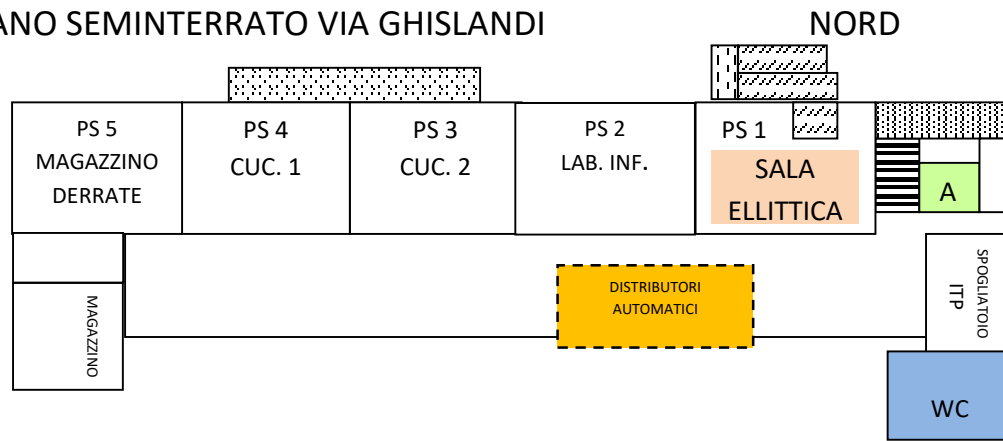 ANO SEMINTERRATO VIA GHISLANDI
NORD
PS 5
MAGAZZINO
DERRATE
PS 4
CUC. 1
PS 3
CUC. 2
PS 2
LAB. INF.
PS 1
SALA
ELLITTICA
A
MAGAZZINO
DISTRIBUTORI
AUTOMATICI
SPOGLIATOIO
ITP
WC